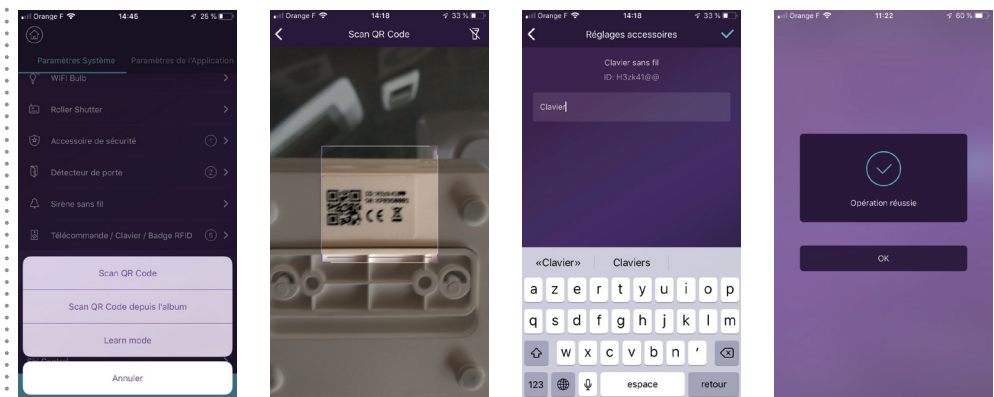 Orange F 14:46 25 %
Paramètres Système Paramètres de l'Application
WIFI Bulb
Roller Shutter
Accessoire de sécurité 1
Détecteur de porte 2
Sirène sans fil
Télécommande / Clavier / Badge RFID 5
Scan QR Code
Scan QR Code depuis l'album
Learn mode
Annuler
Orange F 14:18 33 %
Scan QR Code
CE
Orange F 14:18 33 %
Réglages accessoires
Clavier sans fil
ID: H3zk41@@
Clavier
«Clavier» Claviers
a z e r t y u i o p
q s d f g h j k l m
w x c v b n '
123 espace retour
Orange F 11:22 60 %
Opération réussie
OK